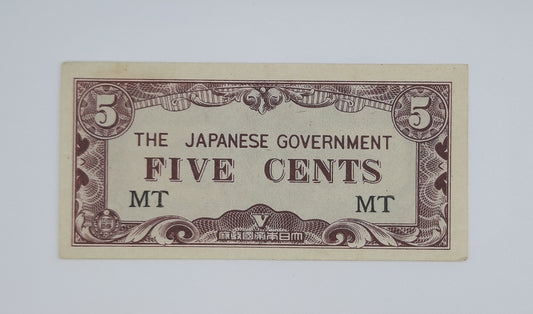 5 5
THE JAPANESE GOVERNMENT
FIVE CENTS
MT MT
V
府政國帝本日大